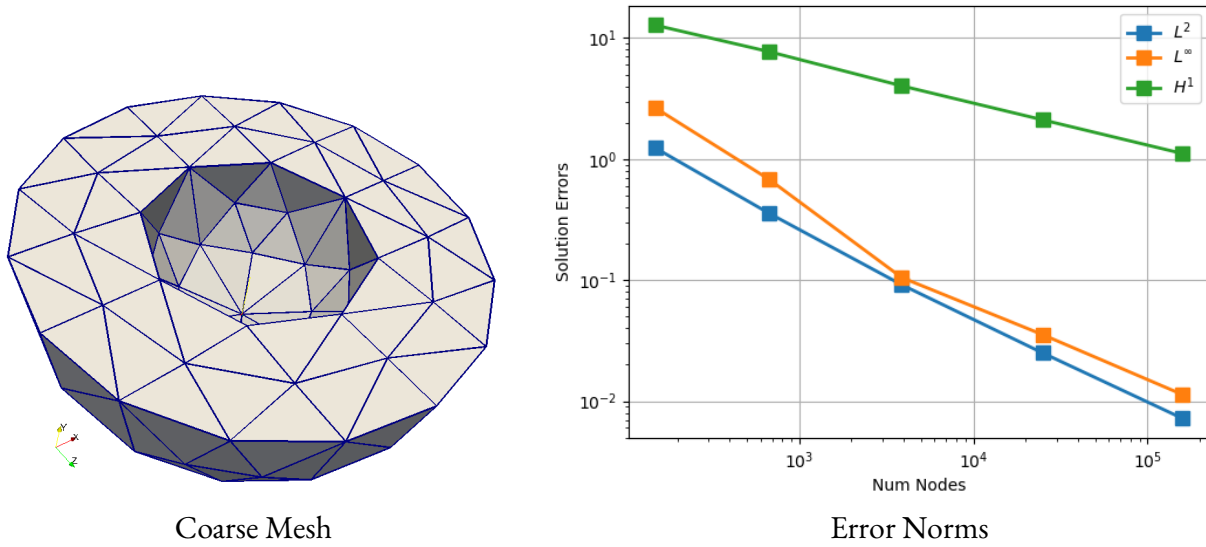 Y
X
Z
Coarse Mesh
10¹
10⁰
10⁻¹
10⁻²
Solution Errors
L²
L∞
H¹
10³
10⁴
10⁵
Num Nodes
Error Norms